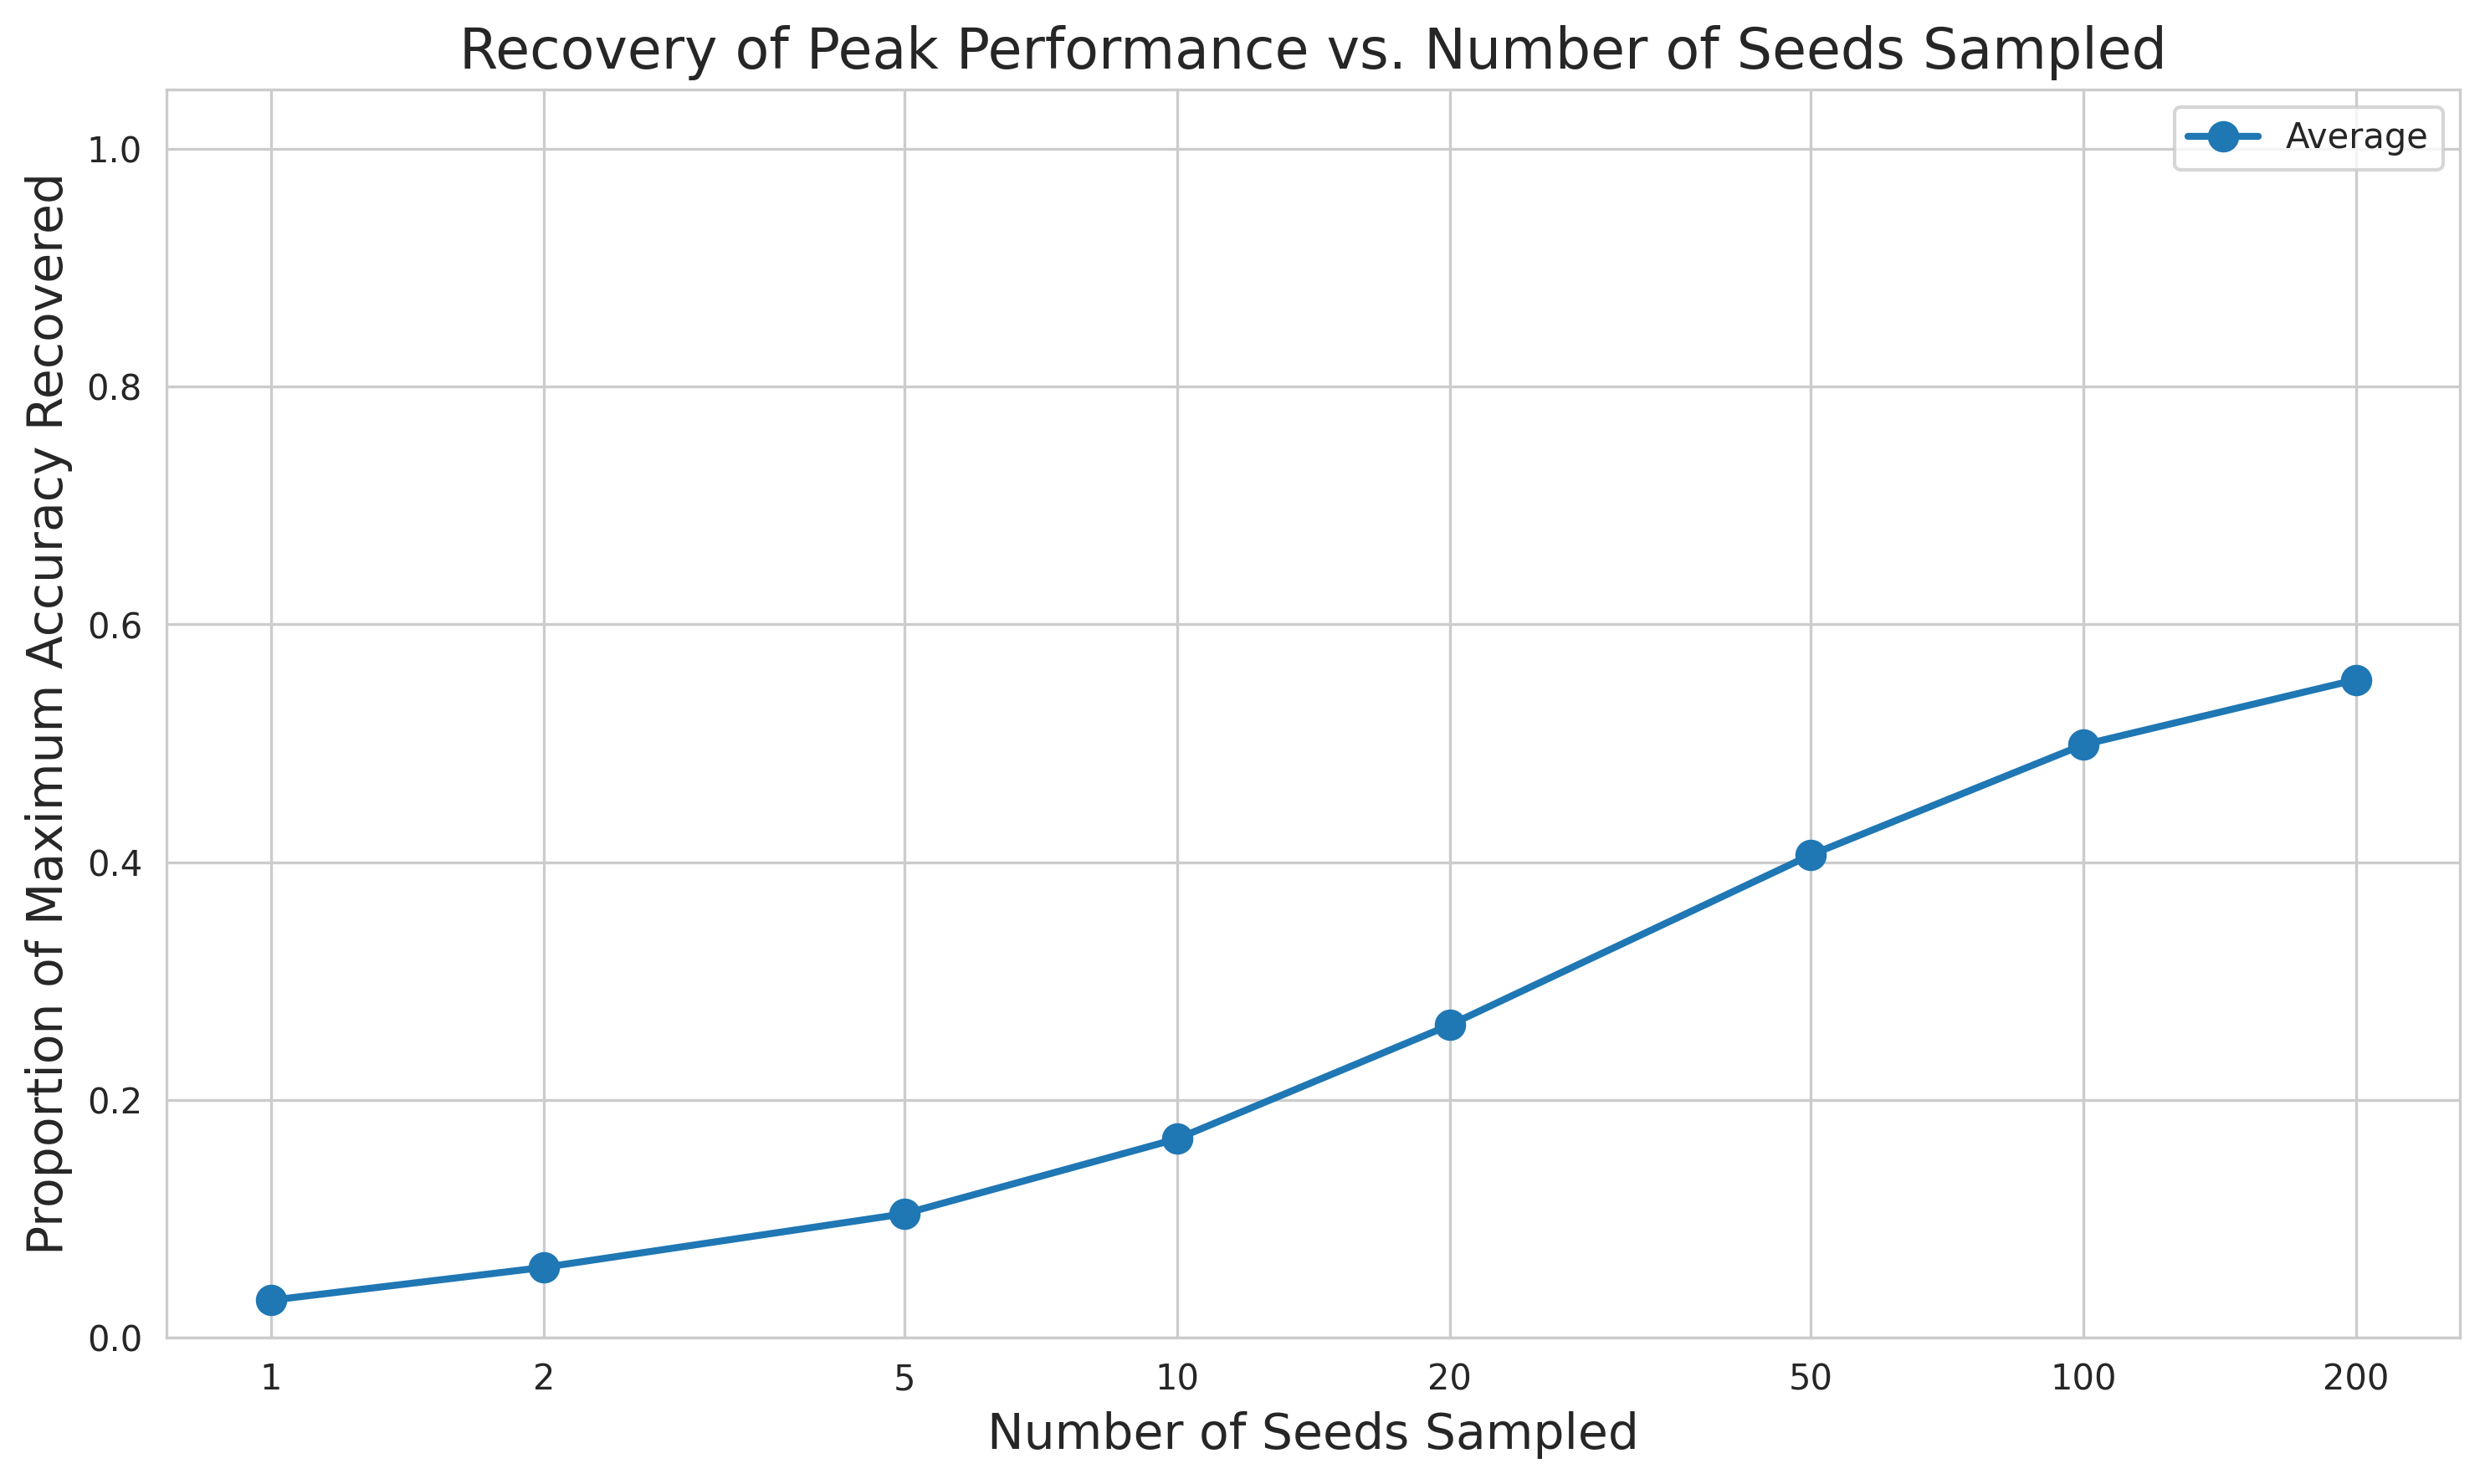 Recovery of Peak Performance vs. Number of Seeds Sampled
Average
Proportion of Maximum Accuracy Recovered
1.0
0.8
0.6
0.4
0.2
0.0
1 2 5 10 20 50 100 200
Number of Seeds Sampled